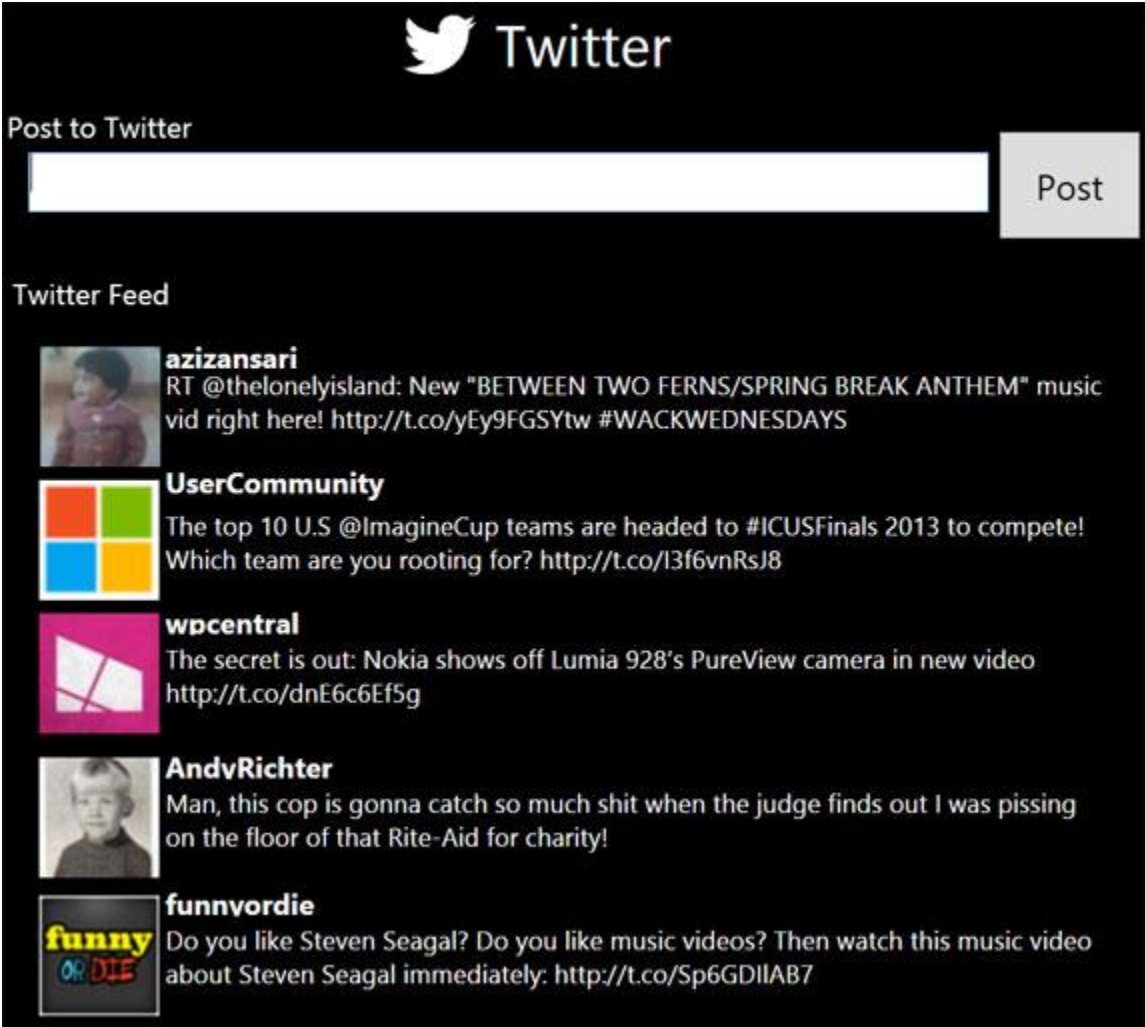 Twitter
Post to Twitter
Post
Twitter Feed
azizansari
RT @thelonelyisland: New "BETWEEN TWO FERNS/SPRING BREAK ANTHEM" music
vid right here! http://t.co/yEy9FGSYtw #WACKWEDNESDAYS
UserCommunity
The top 10 U.S @ImagineCup teams are headed to #ICUSFinals 2013 to compete!
Which team are you rooting for? http://t.co/I3f6vnRsJ8
wpcentral
The secret is out: Nokia shows off Lumia 928's PureView camera in new video
http://t.co/dnE6c6Ef5g
AndyRichter
Man, this cop is gonna catch so much shit when the judge finds out I was pissing
on the floor of that Rite-Aid for charity!
funnyordie
funny
OR DIE
Do you like Steven Seagal? Do you like music videos? Then watch this music video
about Steven Seagal immediately: http://t.co/Sp6GDIlAB7